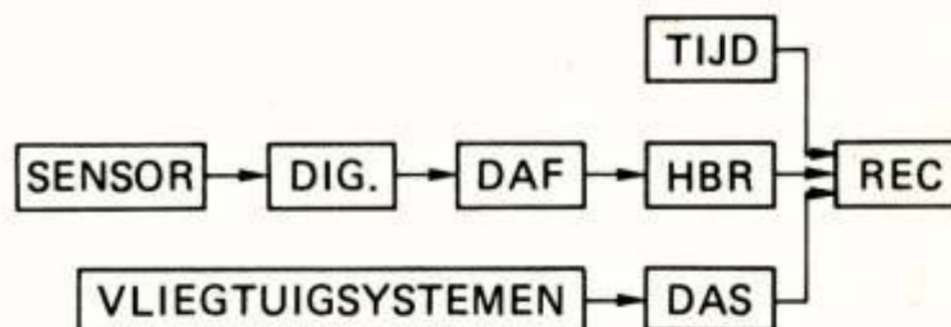 TIJD
SENSOR DIG. DAF HBR REC
VLIEGTUIGSYSTEMEN DAS